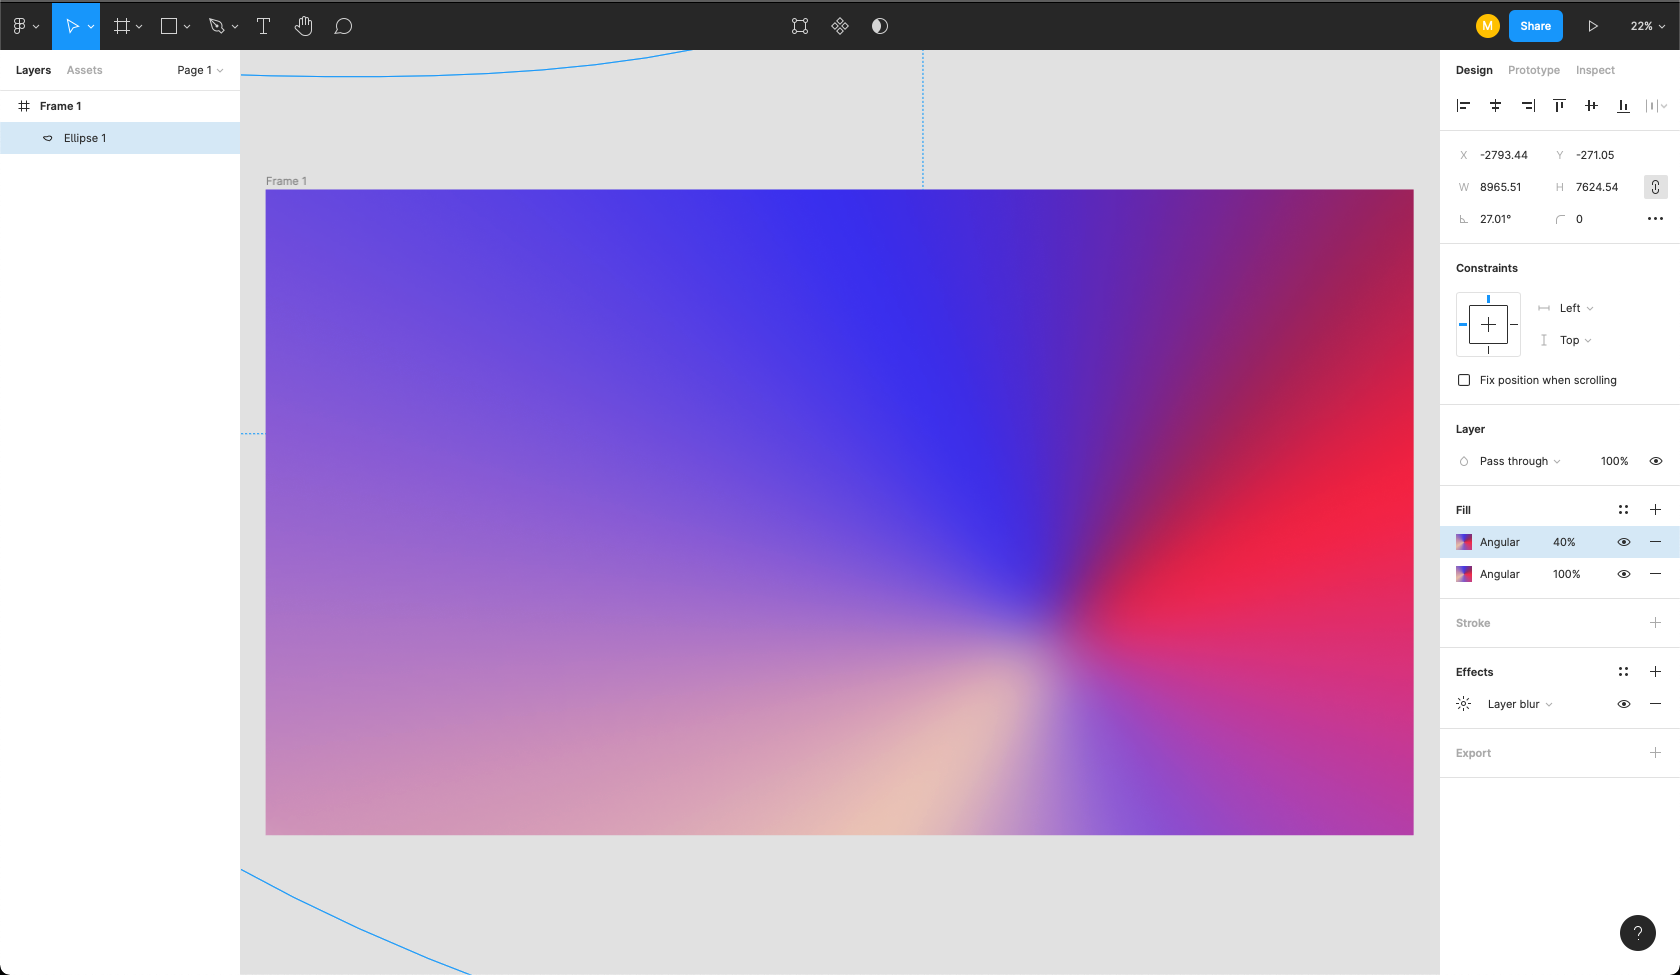 M
Share
22%
Layers
Assets
Page 1
Frame 1
Ellipse 1
Frame 1
Design
Prototype
Inspect
X
-2793.44
Y
-271.05
W
8965.51
H
7624.54
27.01°
0
Constraints
Left
Top
Fix position when scrolling
Layer
Pass through
100%
Fill
Angular
40%
Angular
100%
Stroke
Effects
Layer blur
Export
?